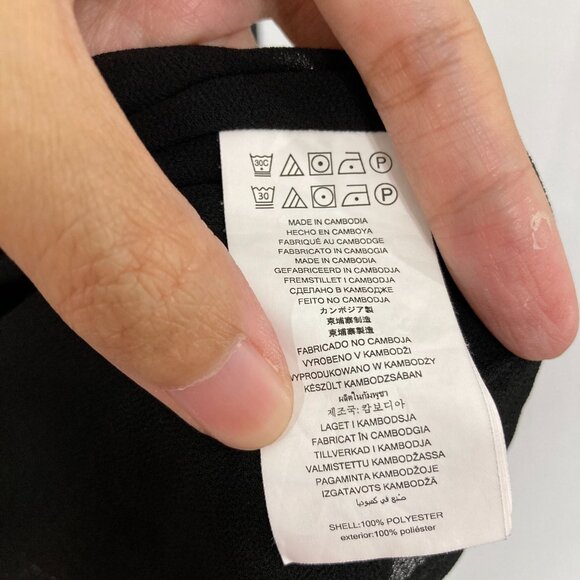 30C P
30 P
MADE IN CAMBODIA
HECHO EN CAMBOYA
FABRIQUÉ AU CAMBODGE
FABBRICATO IN CAMBOGIA
MADE IN CAMBODIA
GEFABRICEERD IN CAMBODJA
FREMSTILLET I CAMBODJA
СДЕЛАНО В КАМБОДЖЕ
FEITO NO CAMBODJA
カンボジア製
柬埔寨制造
柬埔寨製造
FABRICADO NO CAMBOJA
VYROBENO V KAMBODŽI
WYPRODUKOWANO W KAMBODŻY
KÉSZÜLT KAMBODZSÁBAN
ผลิตในกัมพูชา
제조국: 캄보디아
LAGET I KAMBODSJA
FABRICAT ÎN CAMBODGIA
TILLVERKAD I KAMBODJA
VALMISTETTU KAMBODŽASSA
PAGAMINTA KAMBODŽOJE
IZGATAVOTS KAMBODŽĀ
صنع في كمبوديا
SHELL:100% POLYESTER
exterior:100% poliéster